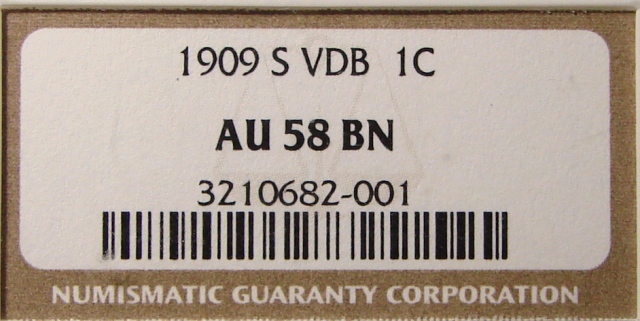 1909 S VDB 1C
AU 58 BN
3210682-001
NUMISMATIC GUARANTY CORPORATION